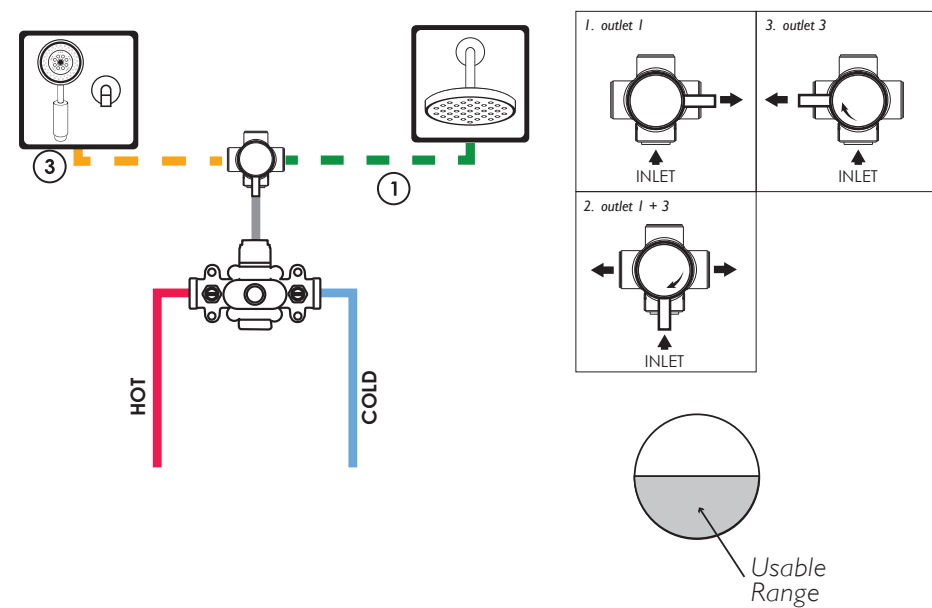 1. outlet 1
3. outlet 3
INLET
INLET
2. outlet 1 + 3
INLET
3
1
HOT
COLD
Usable
Range